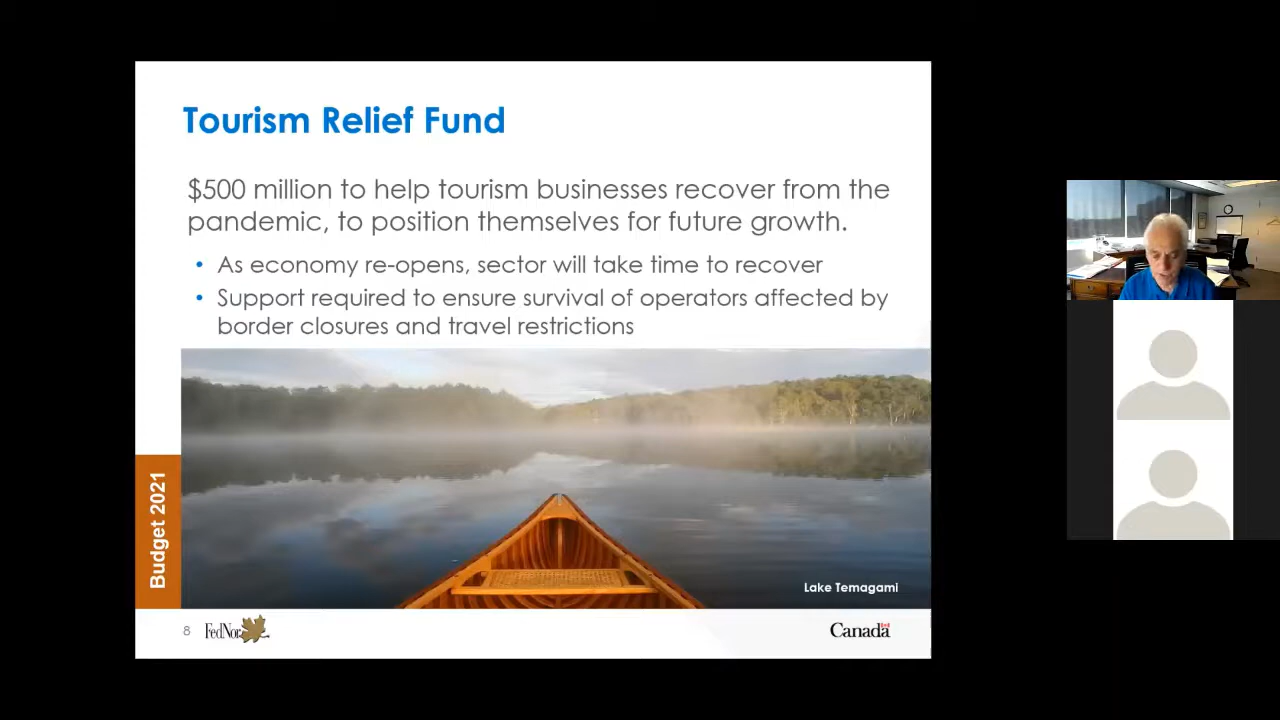 Tourism Relief Fund
$500 million to help tourism businesses recover from the
pandemic, to position themselves for future growth.
• As economy re-opens, sector will take time to recover
• Support required to ensure survival of operators affected by
border closures and travel restrictions
Budget 2021
Lake Temagami
8
FedNor
Canada